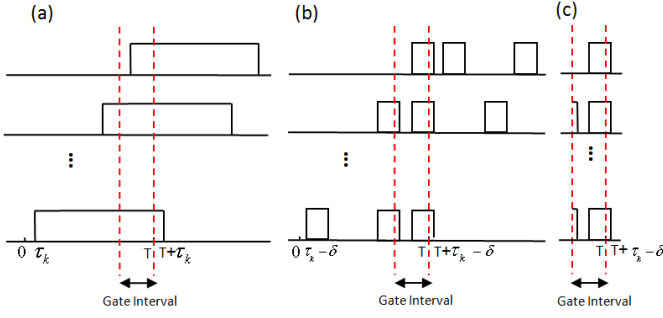 (a)
(b)
(c)
⋮
⋮
⋮
0 τₖ T T+τₖ
0 τₖ − δ T T+τₖ − δ
T T+ τₖ − δ
Gate Interval
Gate Interval
Gate Interval